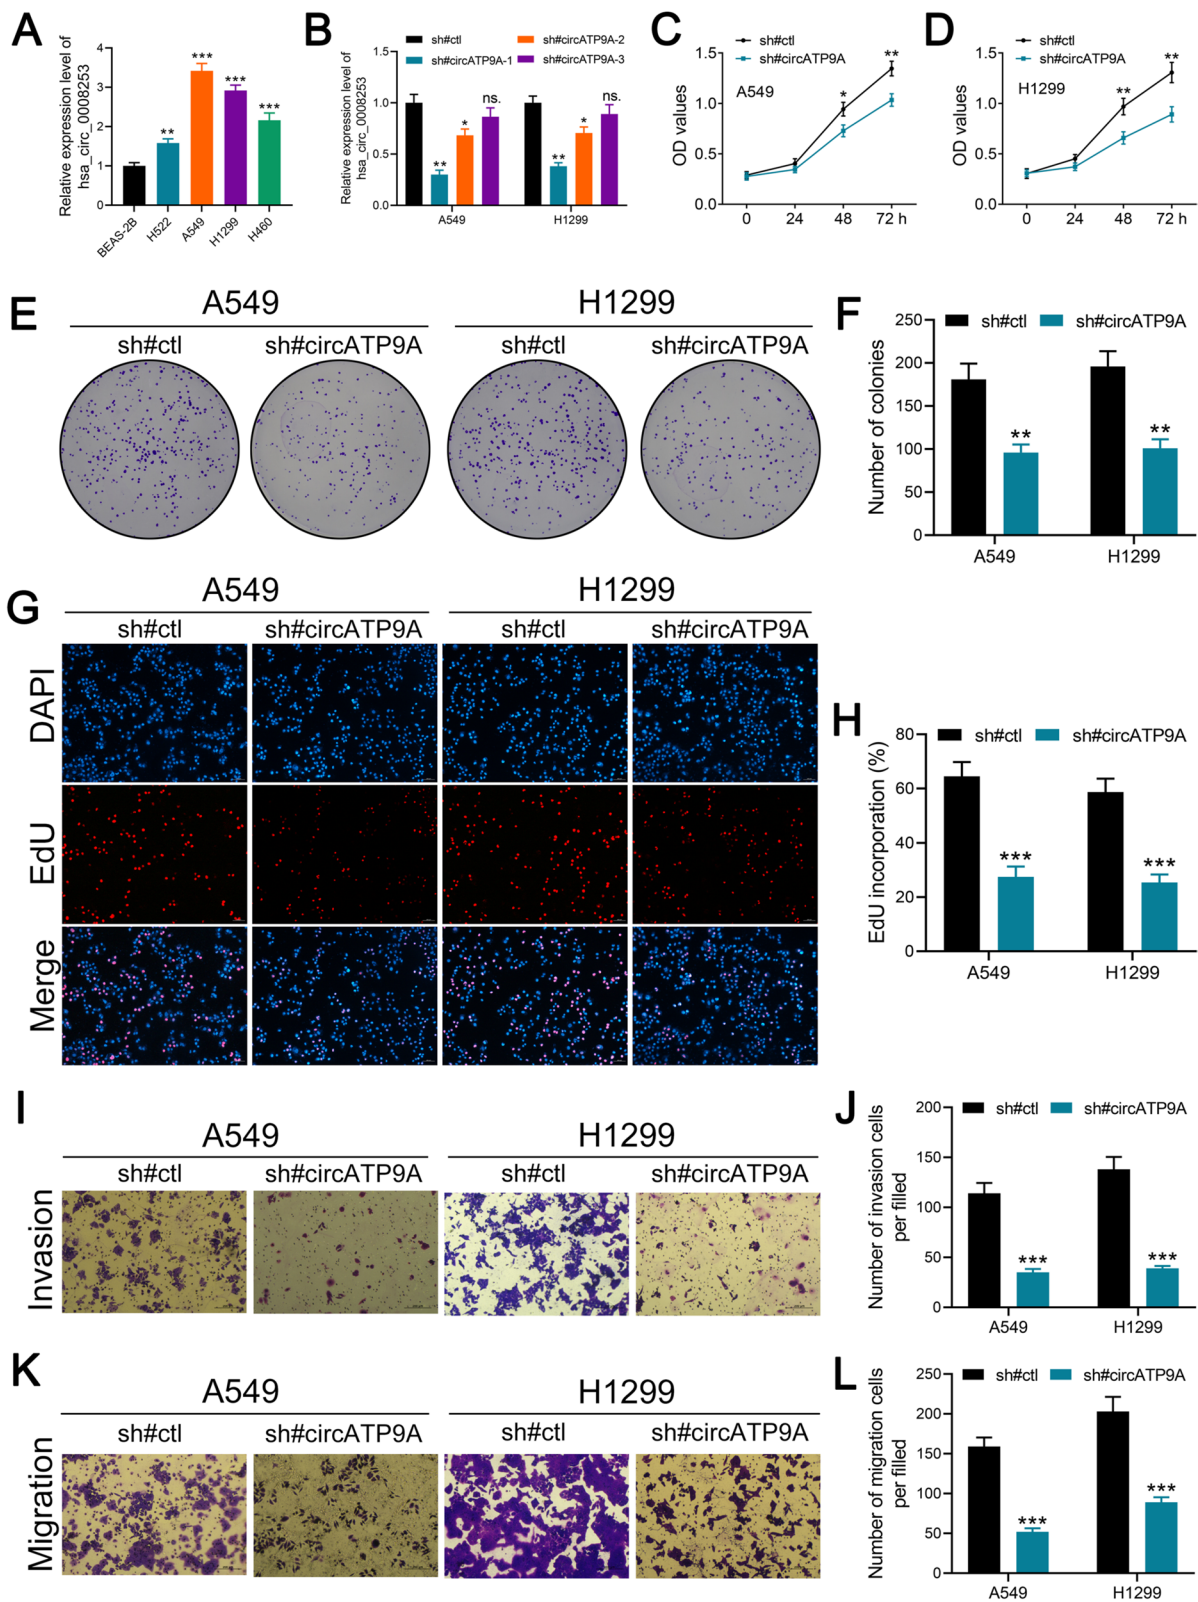 A
Relative expression level of
hsa_circ_0008253
4
3
2
1
0
***
***
***
**
BEAS-2B
H522
A549
H1299
H460
B
sh#ctl
sh#circATP9A-1
sh#circATP9A-2
sh#circATP9A-3
Relative expression level of
hsa_circ_0008253
1.5
1.0
0.5
0.0
**
*
ns.
**
*
ns.
A549
H1299
C
sh#ctl
sh#circATP9A
A549
OD values
1.5
1.0
0.5
0.0
*
**
0 24 48 72 h
D
sh#ctl
sh#circATP9A
H1299
OD values
1.5
1.0
0.5
0.0
**
**
0 24 48 72 h
E
A549
H1299
sh#ctl
sh#circATP9A
sh#ctl
sh#circATP9A
F
sh#ctl sh#circATP9A
Number of colonies
250
200
150
100
50
0
**
**
A549
H1299
G
A549
H1299
sh#ctl
sh#circATP9A
sh#ctl
sh#circATP9A
DAPI
EdU
Merge
H
sh#ctl sh#circATP9A
EdU incorporation (%)
80
60
40
20
0
***
***
A549
H1299
I
A549
H1299
sh#ctl
sh#circATP9A
sh#ctl
sh#circATP9A
Invasion
J
sh#ctl sh#circATP9A
Number of invasion cells
per filled
200
150
100
50
0
***
***
A549
H1299
K
A549
H1299
sh#ctl
sh#circATP9A
sh#ctl
sh#circATP9A
Migration
L
sh#ctl sh#circATP9A
Number of migration cells
per filled
250
200
150
100
50
0
***
***
A549
H1299